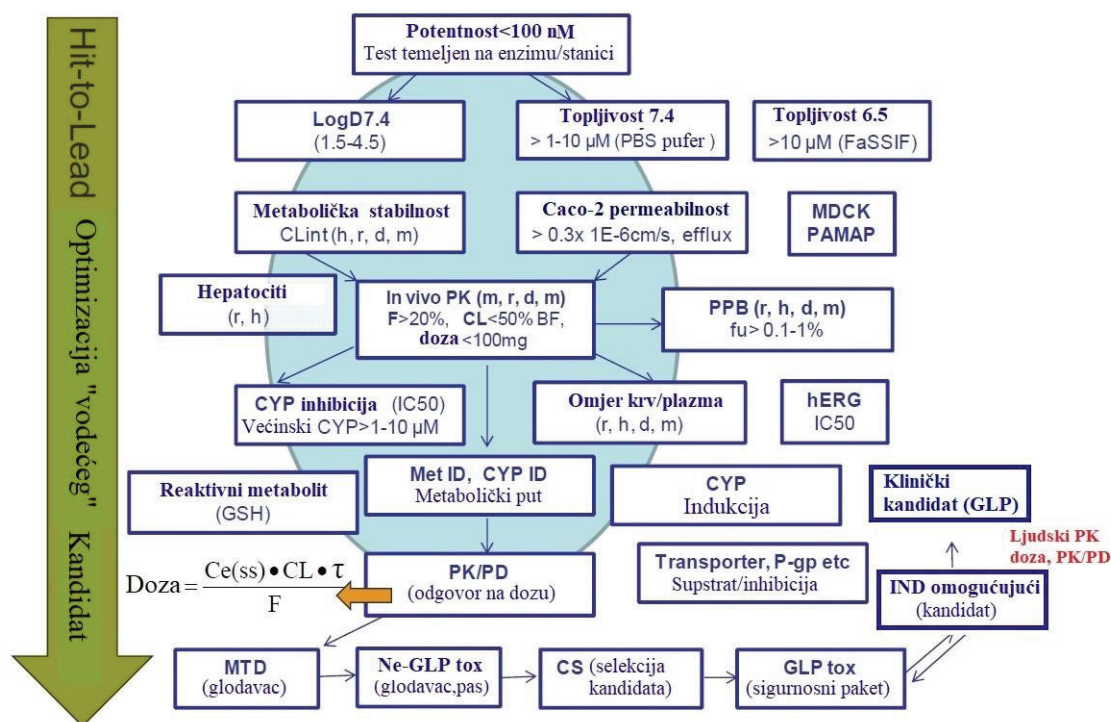 Hit-to-Lead
Optimizacija "vodećeg"
Kandidat
Potentnost<100 nM
Test temeljen na enzimu/stanici
LogD7.4
(1.5-4.5)
Topljivost 7.4
> 1-10 µM (PBS pufer )
Topljivost 6.5
>10 µM (FaSSIF)
Metabolička stabilnost
CLint (h, r, d, m)
Caco-2 permeabilnost
> 0.3x 1E-6cm/s, efflux
MDCK
PAMAP
Hepatociti
(r, h)
In vivo PK (m, r, d, m)
F>20%, CL<50% BF,
doza <100mg
PPB (r, h, d, m)
fu> 0.1-1%
CYP inhibicija (IC50)
Većinski CYP>1-10 µM
Omjer krv/plazma
(r, h, d, m)
hERG
IC50
Reaktivni metabolit
(GSH)
Met ID, CYP ID
Metabolički put
CYP
Indukcija
Klinički
kandidat (GLP)
Ljudski PK
doza, PK/PD
Doza = Ce(ss) • CL • τ
F
PK/PD
(odgovor na dozu)
Transporter, P-gp etc
Supstrat/inhibicija
IND omogućujući
(kandidat)
MTD
(glodavac)
Ne-GLP tox
(glodavac,pas)
CS (selekcija
kandidata)
GLP tox
(sigurnosni paket)